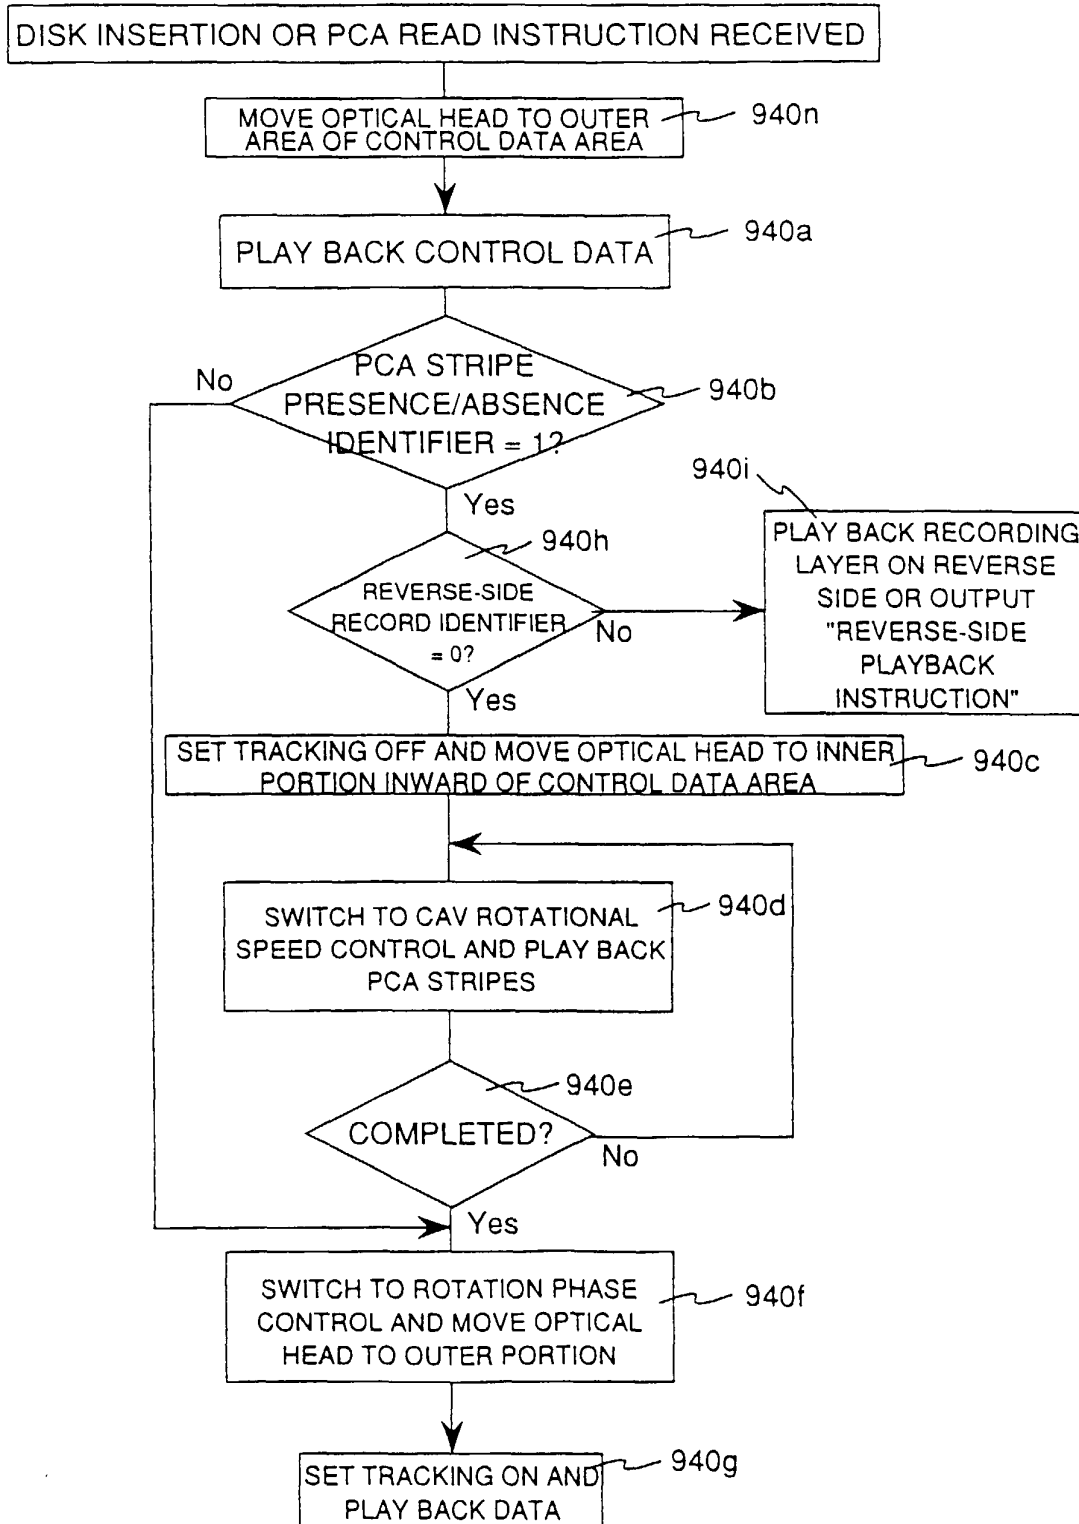 DISK INSERTION OR PCA READ INSTRUCTION RECEIVED
MOVE OPTICAL HEAD TO OUTER
AREA OF CONTROL DATA AREA
940n
PLAY BACK CONTROL DATA
940a
PCA STRIPE
PRESENCE/ABSENCE
IDENTIFIER = 1?
940b
No
Yes
940h
REVERSE-SIDE
RECORD IDENTIFIER
= 0?
No
Yes
940i
PLAY BACK RECORDING
LAYER ON REVERSE
SIDE OR OUTPUT
"REVERSE-SIDE
PLAYBACK
INSTRUCTION"
SET TRACKING OFF AND MOVE OPTICAL HEAD TO INNER
PORTION INWARD OF CONTROL DATA AREA
940c
SWITCH TO CAV ROTATIONAL
SPEED CONTROL AND PLAY BACK
PCA STRIPES
940d
940e
COMPLETED?
No
Yes
SWITCH TO ROTATION PHASE
CONTROL AND MOVE OPTICAL
HEAD TO OUTER PORTION
940f
SET TRACKING ON AND
PLAY BACK DATA
940g